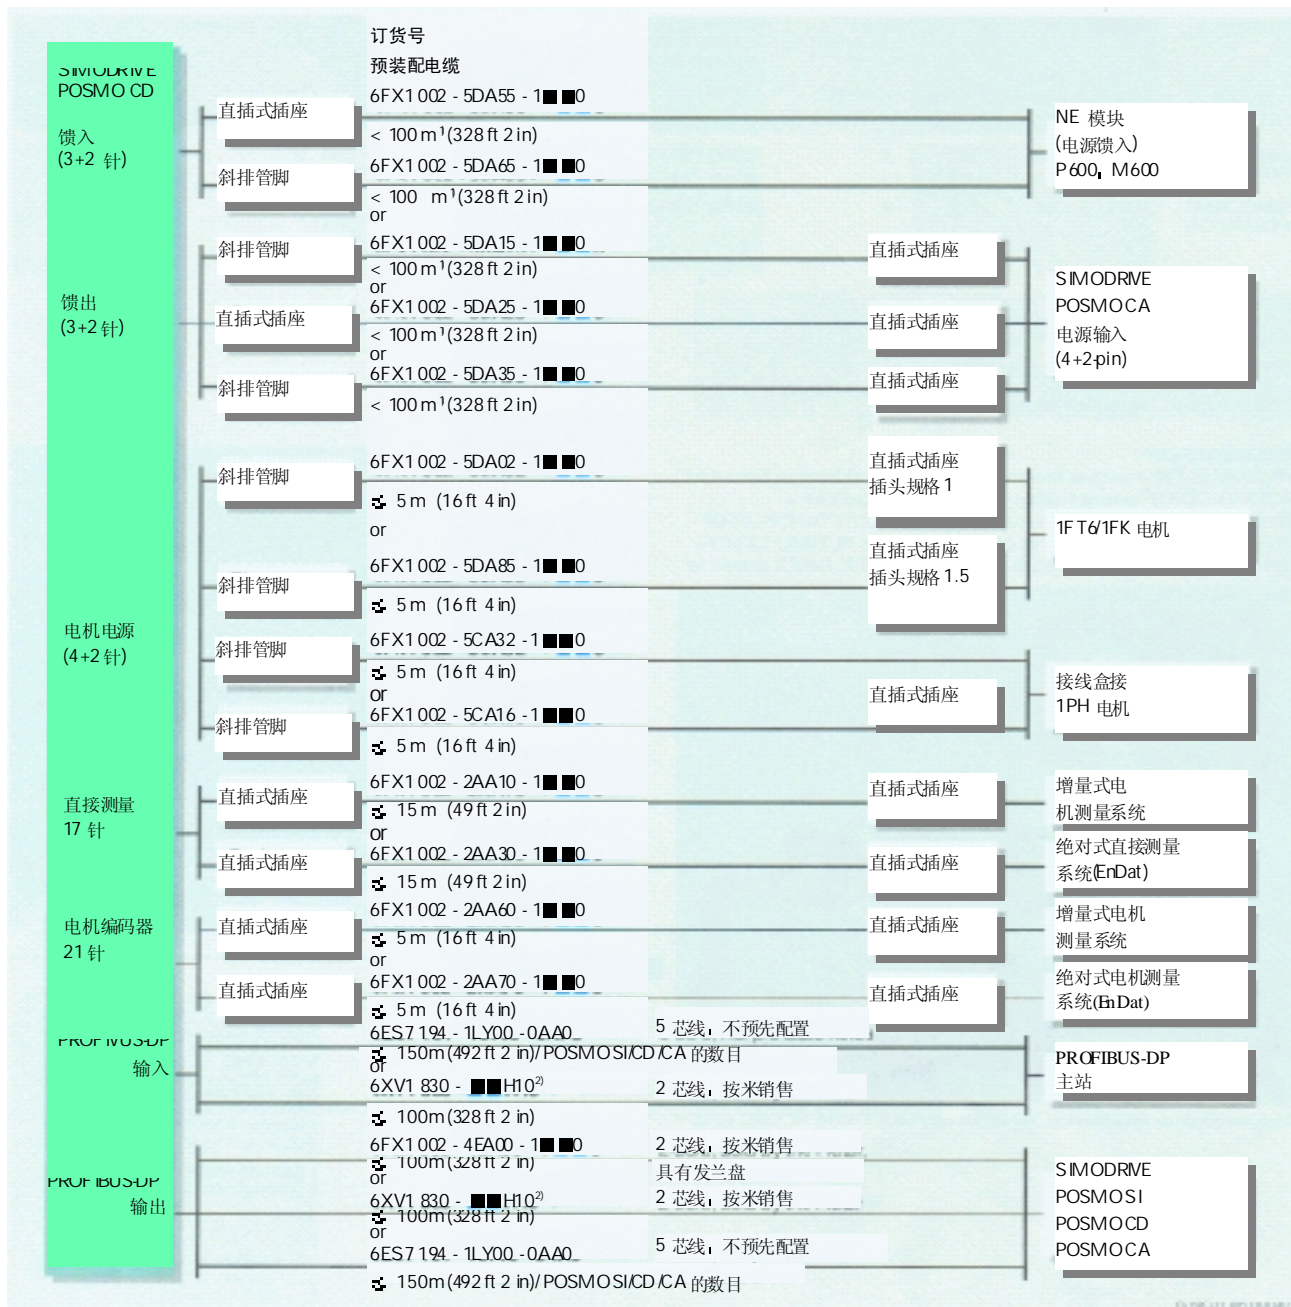 订货号
预装配电缆
SIMODRIVE
POSMO CD
馈入
(3+2 针)
直插式插座
6FX1 002 - 5DA55 - 1■■0
< 100 m¹(328 ft 2 in)
斜排管脚
6FX1 002 - 5DA65 - 1■■0
< 100 m¹(328 ft 2 in)
or
NE 模块
(电源馈入)
P600, M600
馈出
(3+2 针)
斜排管脚
6FX1 002 - 5DA15 - 1■■0
直插式插座
< 100 m¹(328 ft 2 in)
or
直插式插座
6FX1 002 - 5DA25 - 1■■0
直插式插座
< 100 m¹(328 ft 2 in)
or
斜排管脚
6FX1 002 - 5DA35 - 1■■0
直插式插座
< 100 m¹(328 ft 2 in)
SIMODRIVE
POSMO CA
电源输入
(4+2-pin)
电机电源
(4+2 针)
斜排管脚
6FX1 002 - 5DA02 - 1■■0
直插式插座
插头规格 1
5 m (16 ft 4 in)
or
斜排管脚
6FX1 002 - 5DA85 - 1■■0
直插式插座
插头规格 1.5
5 m (16 ft 4 in)
1FT6/1FK 电机
斜排管脚
6FX1 002 - 5CA32 - 1■■0
5 m (16 ft 4 in)
or
斜排管脚
6FX1 002 - 5CA16 - 1■■0
直插式插座
5 m (16 ft 4 in)
接线盒接
1PH 电机
直接测量
17 针
直插式插座
6FX1 002 - 2AA10 - 1■■0
直插式插座
15 m (49 ft 2 in)
or
增量式电
机测量系统
直插式插座
6FX1 002 - 2AA30 - 1■■0
直插式插座
15 m (49 ft 2 in)
绝对式直接测量
系统(EnDat)
电机编码器
21 针
直插式插座
6FX1 002 - 2AA60 - 1■■0
直插式插座
5 m (16 ft 4 in)
or
增量式电机
测量系统
直插式插座
6FX1 002 - 2AA70 - 1■■0
直插式插座
5 m (16 ft 4 in)
绝对式电机测量
系统(EnDat)
输入
6ES7 194 - 1LY00 - 0AA0
5 芯线, 不预先配置
150m (492 ft 2 in)/ POSMO SI/CD/CA 的数目
or
6XV1 830 - ■■H10²⁾
2 芯线, 按米销售
100m (328 ft 2 in)
PROFIBUS-DP
主站
PROFIBUS-DP
输出
6FX1 002 - 4EA00 - 1■■0
2 芯线, 按米销售
100m (328 ft 2 in)
具有发兰盘
or
6XV1 830 - ■■H10²⁾
2 芯线, 按米销售
100m (328 ft 2 in)
or
6ES7 194 - 1LY00 - 0AA0
5 芯线, 不预先配置
150m (492 ft 2 in)/ POSMO SI/CD/CA 的数目
SIMODRIVE
POSMO SI
POSMO CD
POSMO CA